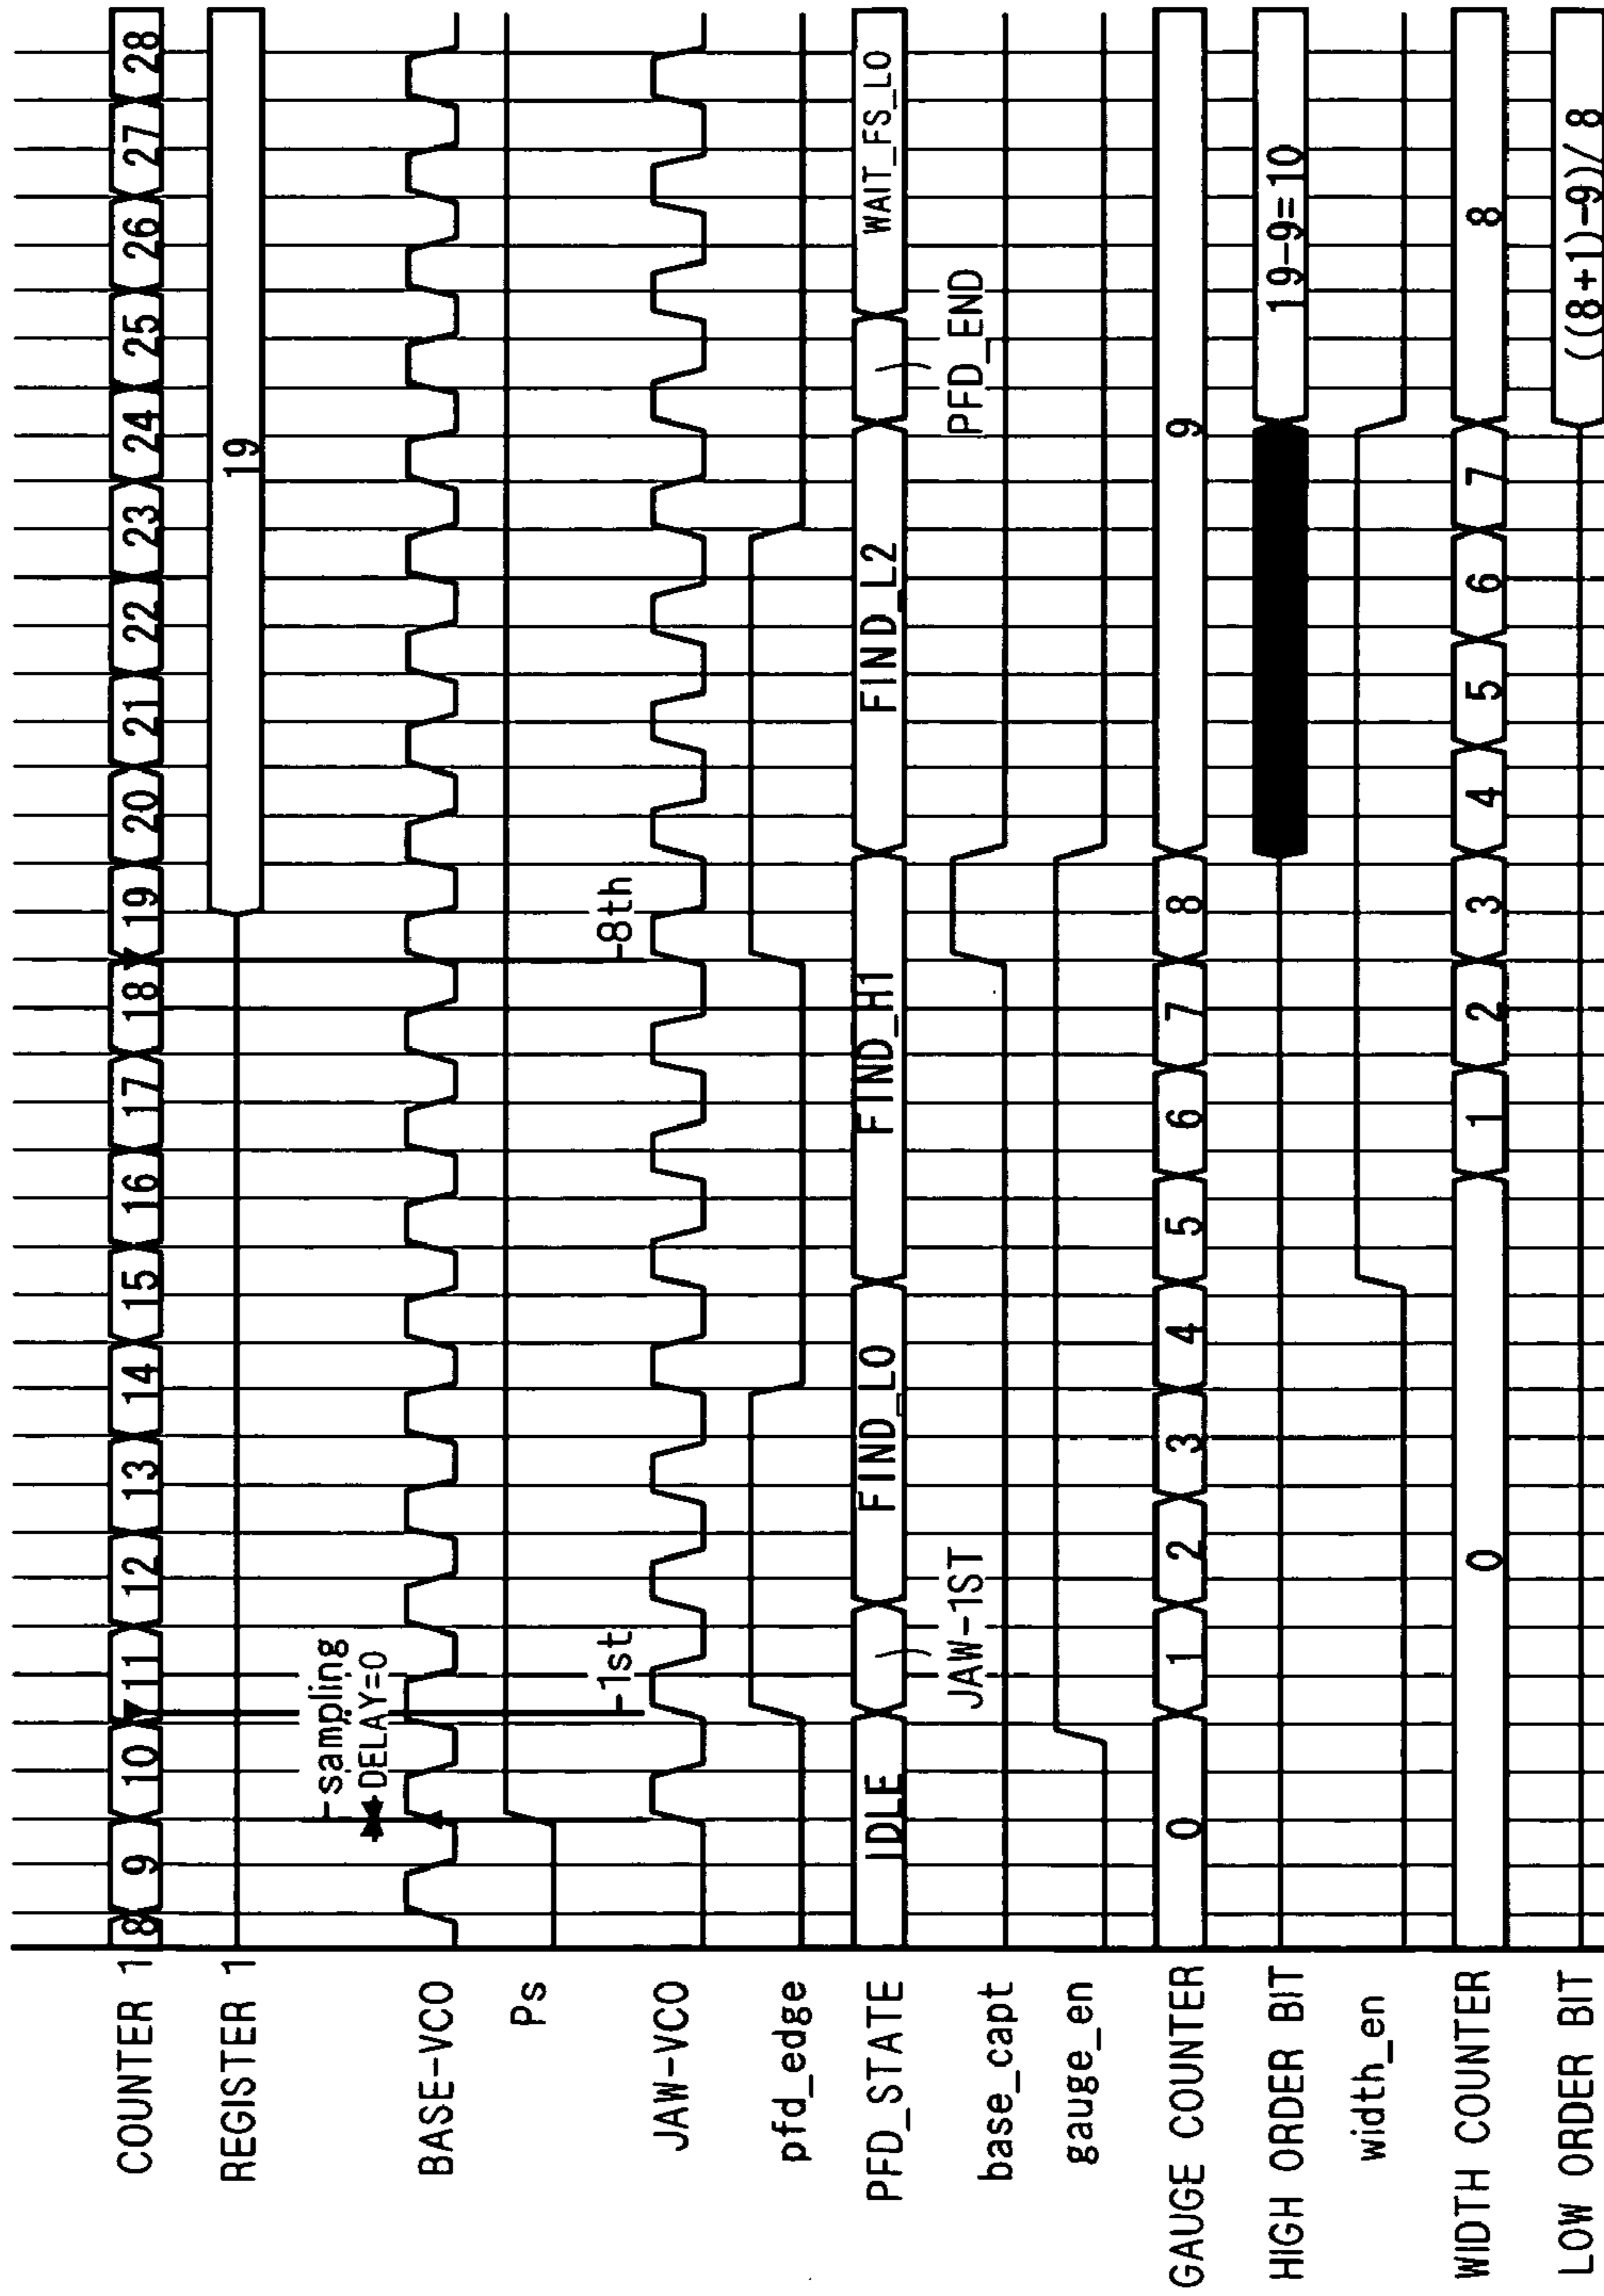 COUNTER 1 8 9 10 11 12 13 14 15 16 17 18 19 20 21 22 23 24 25 26 27 28
REGISTER 1 19
sampling
DELAY=0
BASE-VCO
Ps
1st 8th
JAW-VCO
pfd_edge
PFD_STATE IDLE FIND_L0 FIND_H1 FIND_L2 WAIT_FS_L0
JAW-1ST PFD_END
base_capt
gauge_en
GAUGE COUNTER 0 1 2 3 4 5 6 7 8 9
HIGH ORDER BIT 19-9=10
width_en
WIDTH COUNTER 0 1 2 3 4 5 6 7 8
LOW ORDER BIT ((8+1)-9)/8